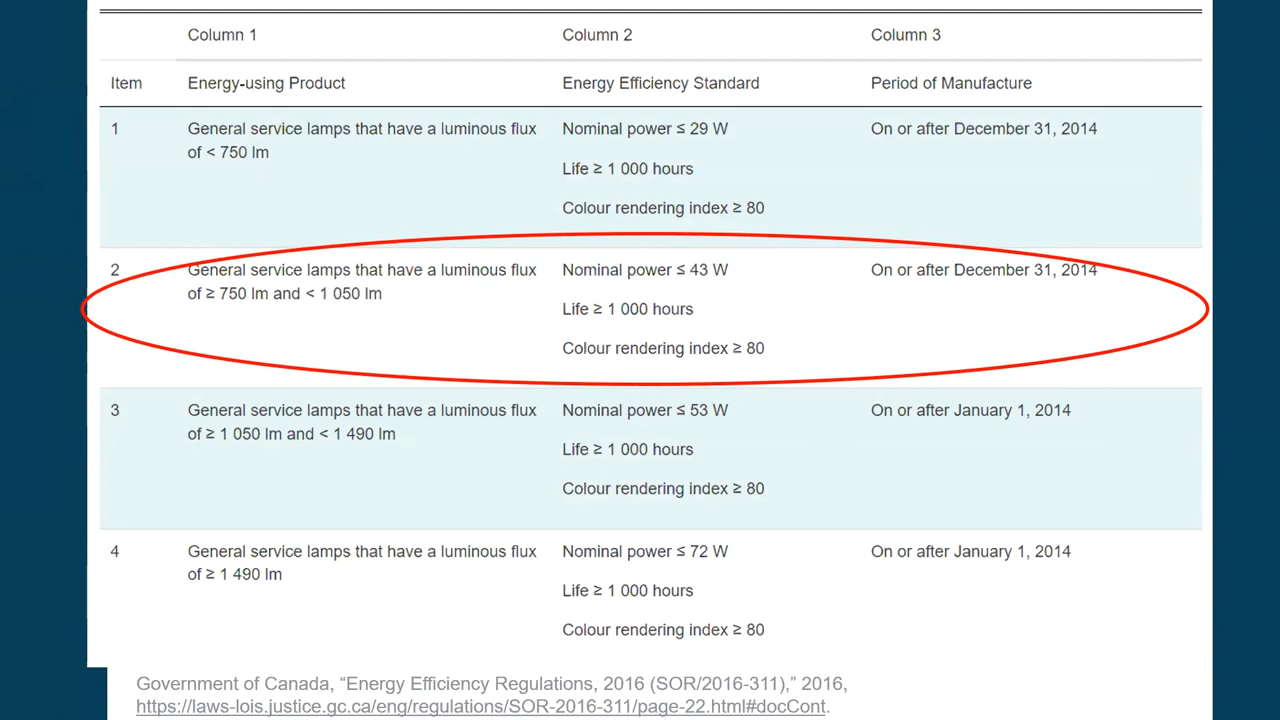 Column 1 Column 2 Column 3
Item Energy-using Product Energy Efficiency Standard Period of Manufacture
1 General service lamps that have a luminous flux Nominal power ≤ 29 W On or after December 31, 2014
of < 750 lm
Life ≥ 1 000 hours
Colour rendering index ≥ 80
2 General service lamps that have a luminous flux Nominal power ≤ 43 W On or after December 31, 2014
of ≥ 750 lm and < 1 050 lm
Life ≥ 1 000 hours
Colour rendering index ≥ 80
3 General service lamps that have a luminous flux Nominal power ≤ 53 W On or after January 1, 2014
of ≥ 1 050 lm and < 1 490 lm
Life ≥ 1 000 hours
Colour rendering index ≥ 80
4 General service lamps that have a luminous flux Nominal power ≤ 72 W On or after January 1, 2014
of ≥ 1 490 lm
Life ≥ 1 000 hours
Colour rendering index ≥ 80
Government of Canada, “Energy Efficiency Regulations, 2016 (SOR/2016-311),” 2016,
https://laws-lois.justice.gc.ca/eng/regulations/SOR-2016-311/page-22.html#docCont.